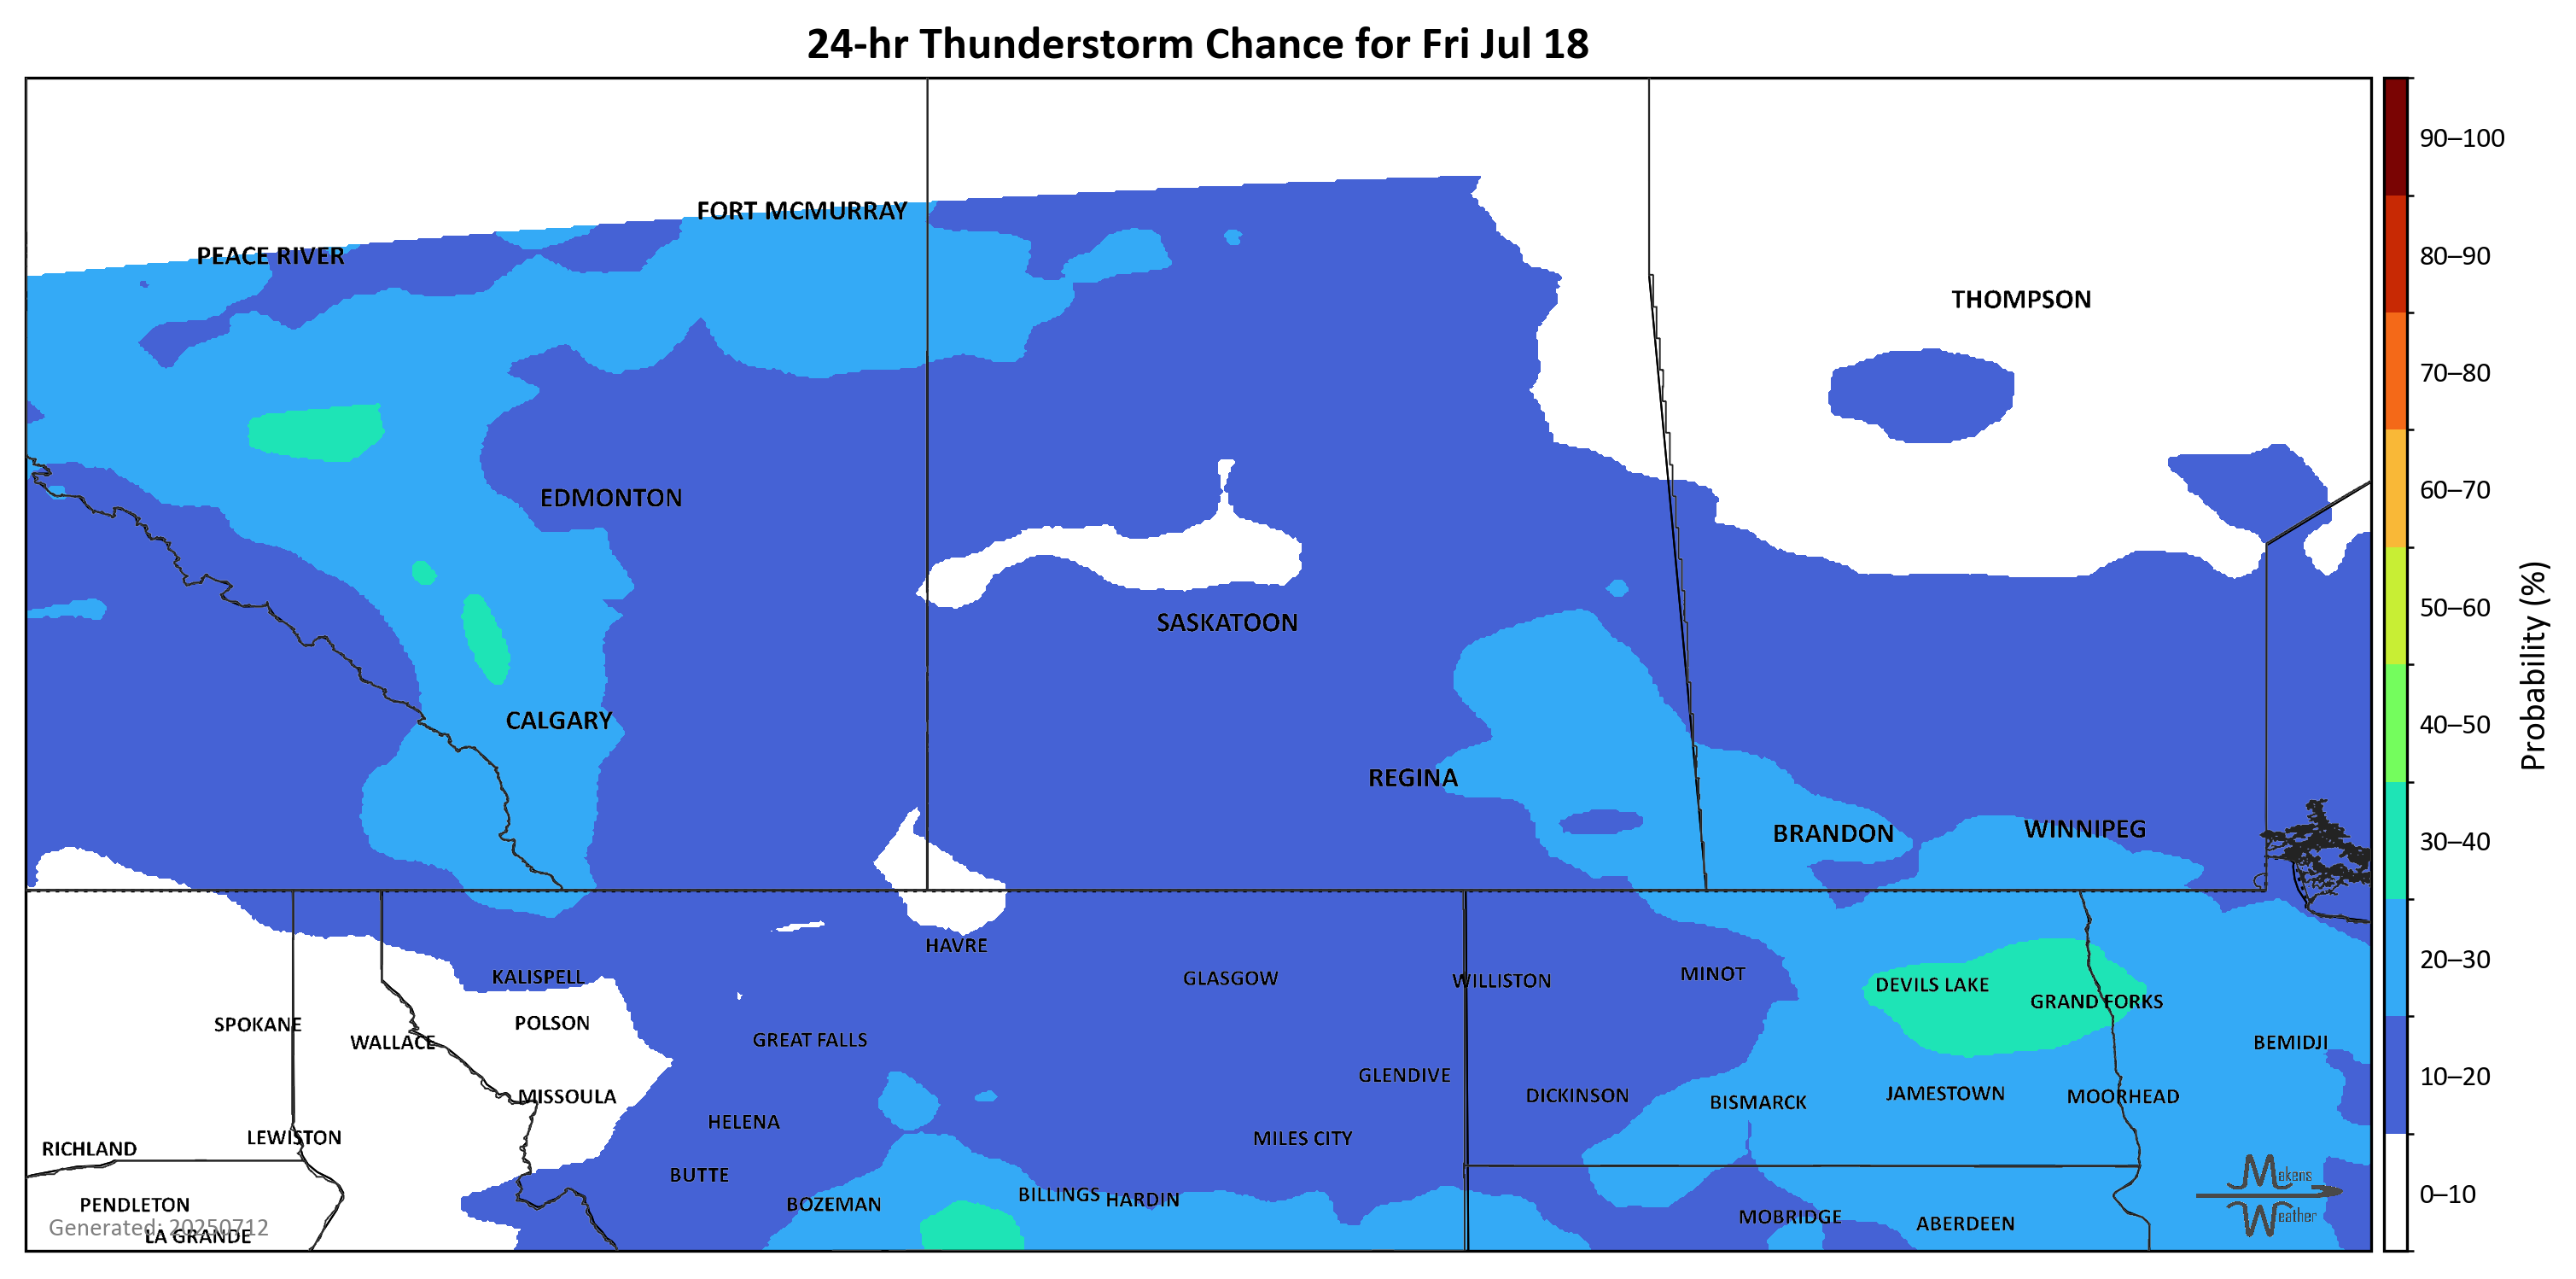 24-hr Thunderstorm Chance for Fri Jul 18
90–100
80–90
70–80
60–70
50–60
40–50
30–40
20–30
10–20
0–10
Probability (%)
FORT MCMURRAY
PEACE RIVER
THOMPSON
EDMONTON
SASKATOON
CALGARY
REGINA
BRANDON
WINNIPEG
HAVRE
KALISPELL
GLASGOW
WILLISTON
MINOT
DEVILS LAKE
GRAND FORKS
SPOKANE
POLSON
WALLACE
GREAT FALLS
BEMIDJI
GLENDIVE
MISSOULA
DICKINSON
BISMARCK
JAMESTOWN
MOORHEAD
HELENA
LEWISTON
MILES CITY
RICHLAND
BUTTE
BILLINGS
HARDIN
PENDLETON
BOZEMAN
MOBRIDGE
ABERDEEN
Generated: 20250712
LA GRANDE
Makens
Weather